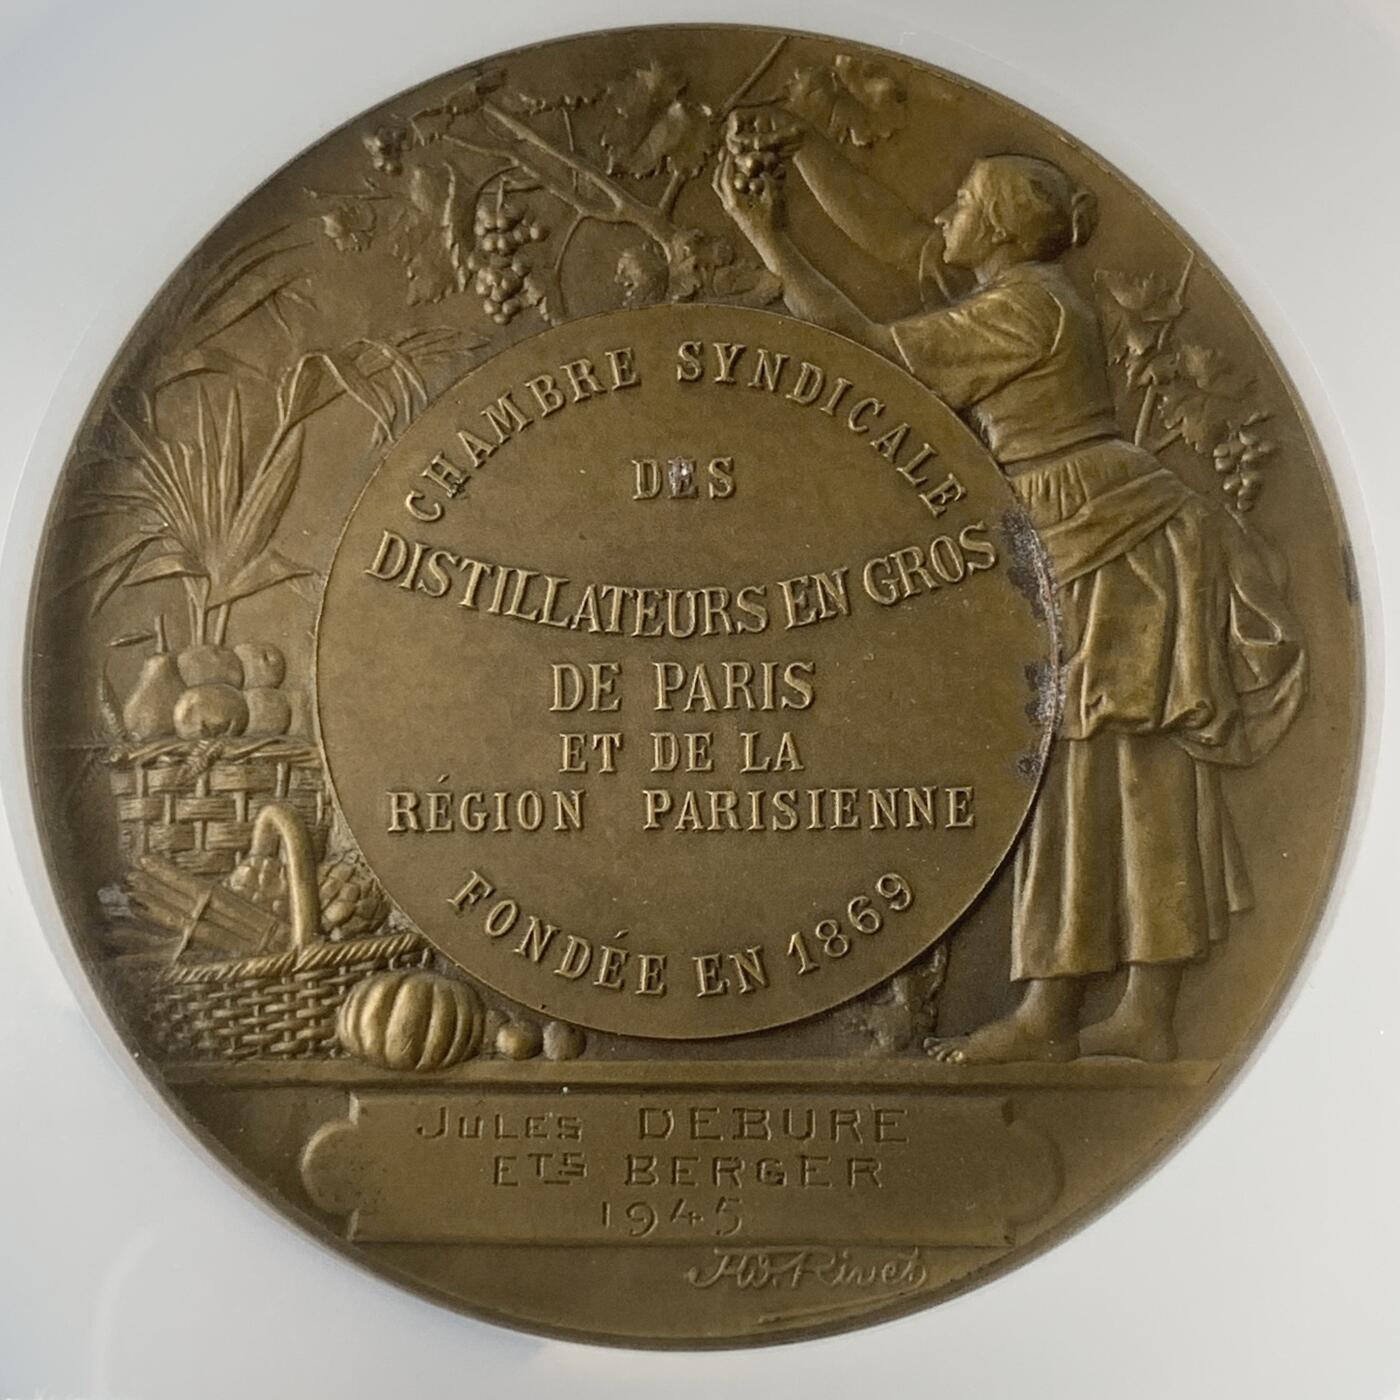 CHAMBRE SYNDICALE
DES
DISTILLATEURS EN GROS
DE PARIS
ET DE LA
RÉGION PARISIENNE
FONDÉE EN 1869
JULES DEBURE
ETS BERGER
1945
Rivet